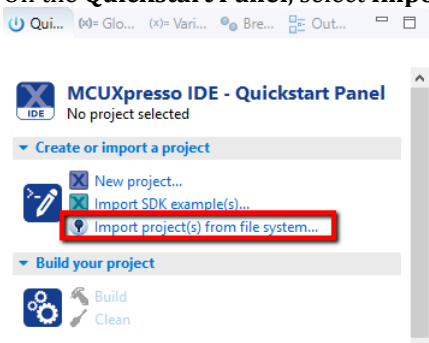 On the Quickstart Panel, select
Qui... (x)= Glo... (x)= Vari... Bre... Out...
IDE
MCUXpresso IDE - Quickstart Panel
No project selected
Create or import a project
New project...
Import SDK example(s)...
Import project(s) from file system...
Build your project
Build
Clean